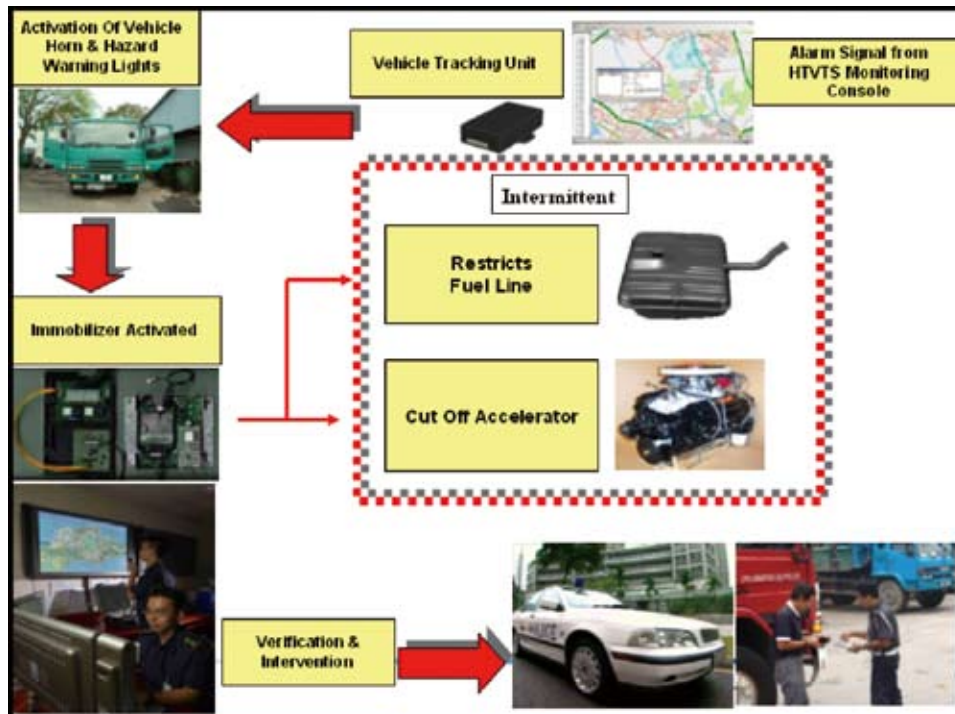 Activation Of Vehicle
Horn & Hazard
Warning Lights
Vehicle Tracking Unit
Alarm Signal from
HTVTS Monitoring
Console
Intermittent
Restricts
Fuel Line
Immobilizer Activated
Cut Off Accelerator
Verification &
Intervention